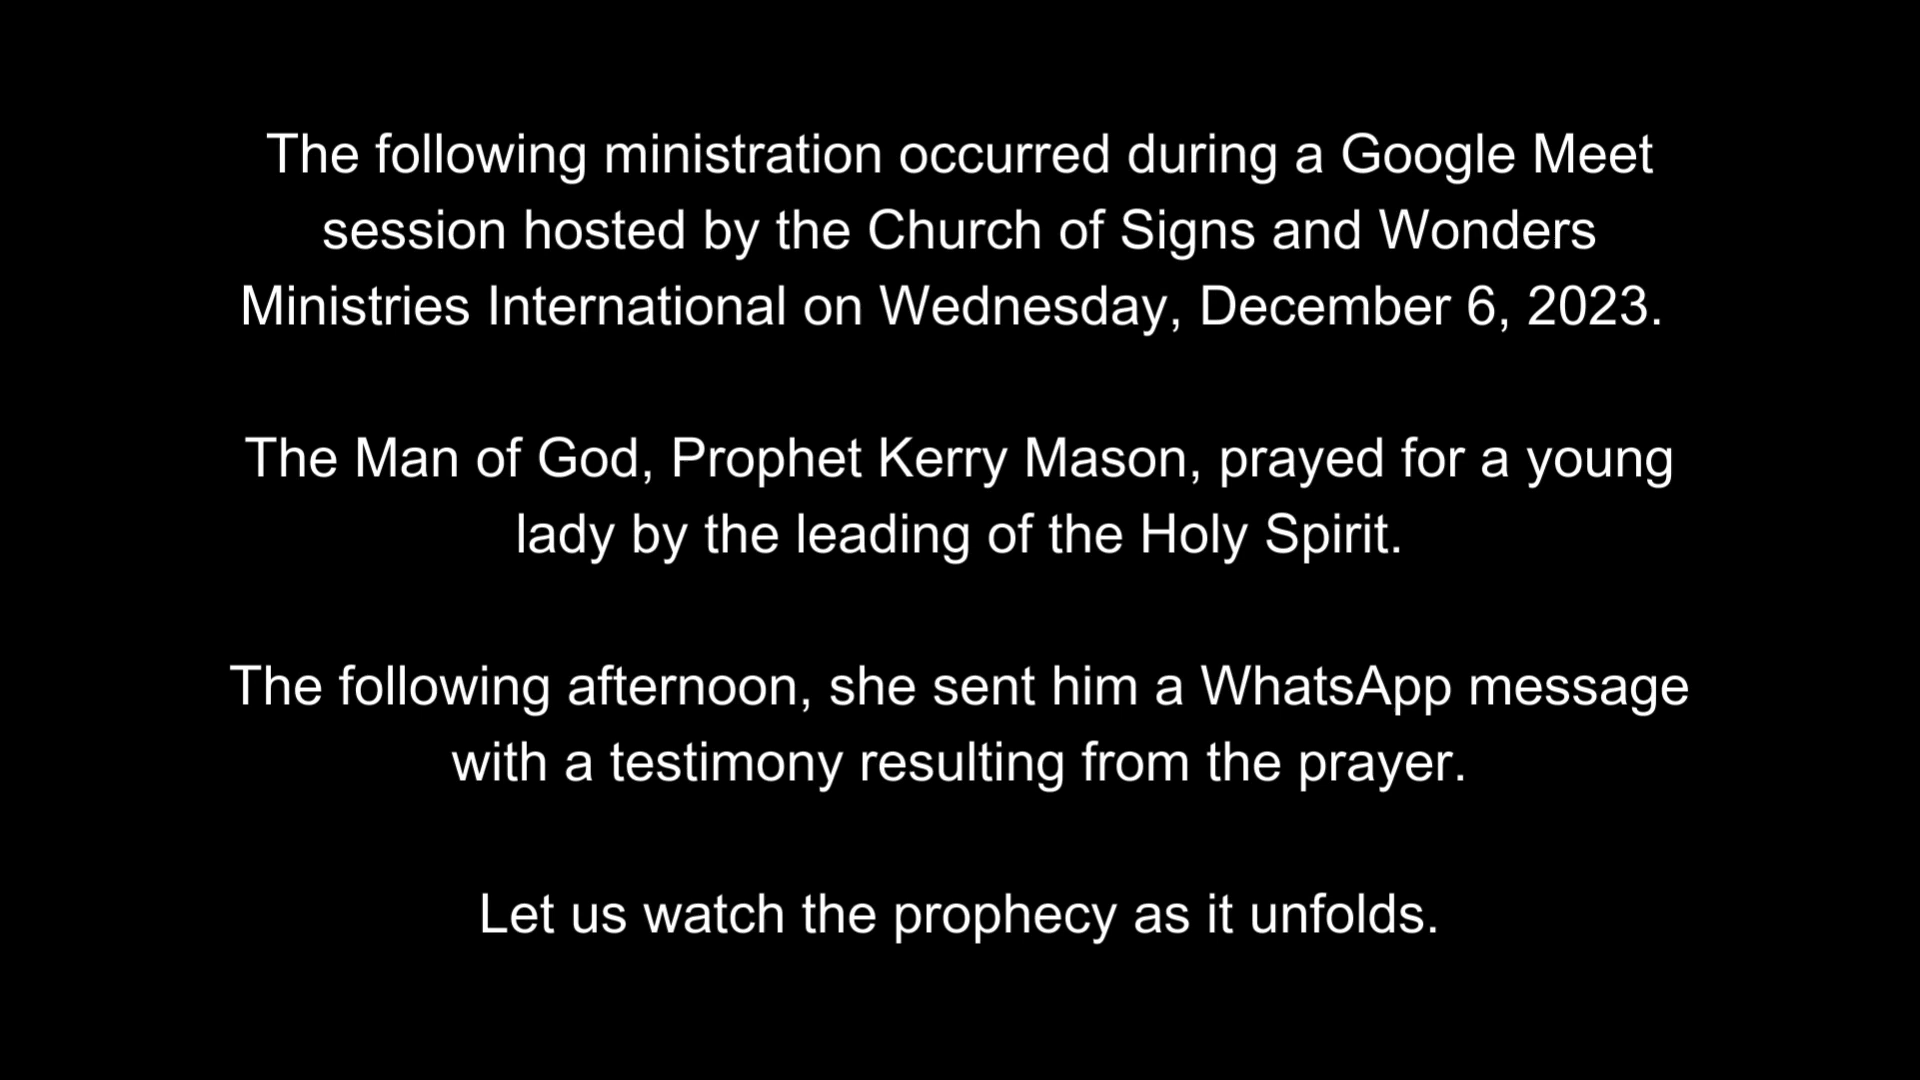 The following ministration occurred during a Google Meet
session hosted by the Church of Signs and Wonders
Ministries International on Wednesday, December 6, 2023.
The Man of God, Prophet Kerry Mason, prayed for a young
lady by the leading of the Holy Spirit.
The following afternoon, she sent him a WhatsApp message
with a testimony resulting from the prayer.
Let us watch the prophecy as it unfolds.